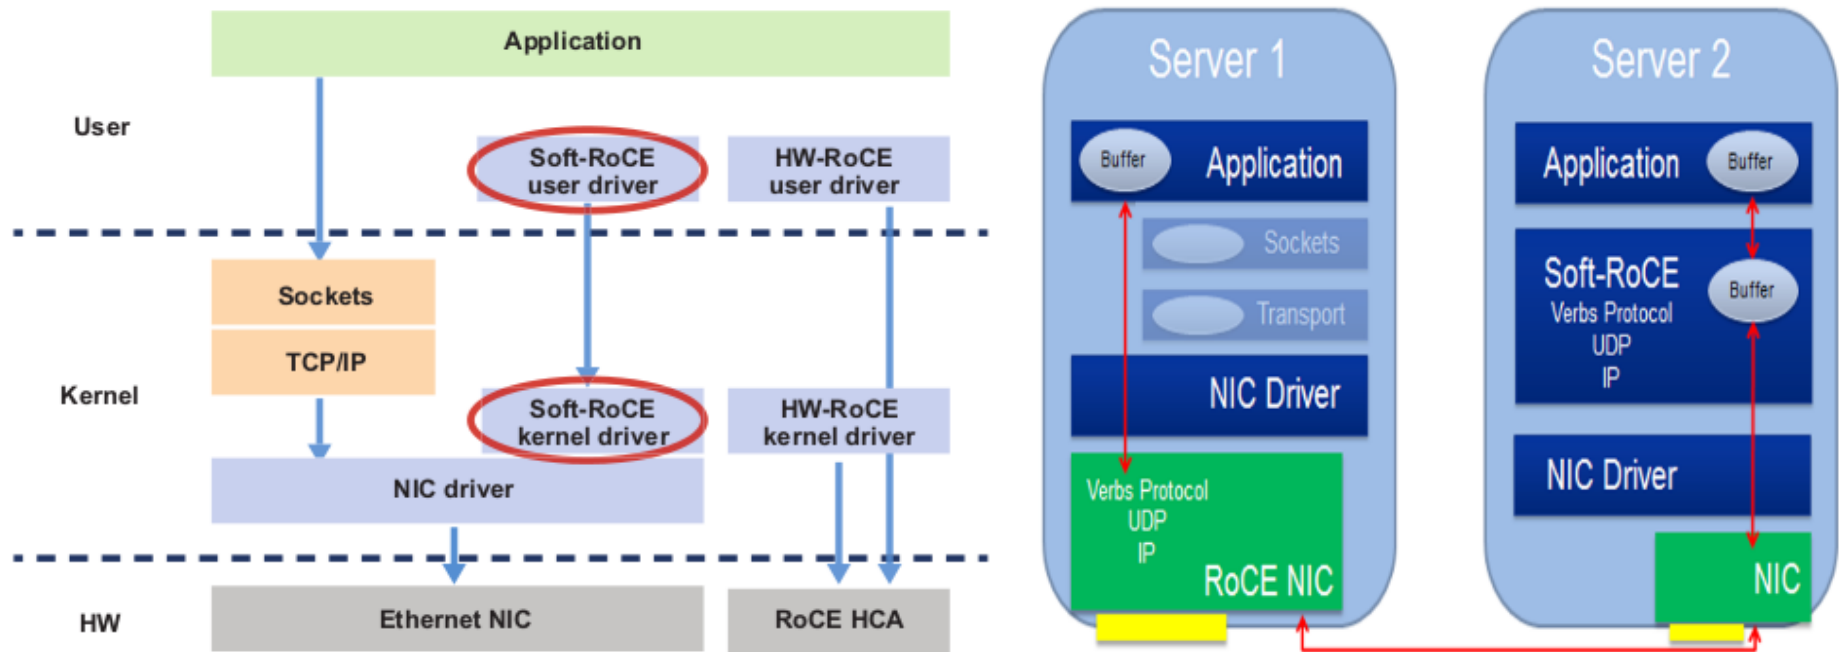 Application
User
Soft-RoCE
user driver
HW-RoCE
user driver
Sockets
TCP/IP
Kernel
Soft-RoCE
kernel driver
HW-RoCE
kernel driver
NIC driver
HW
Ethernet NIC
RoCE HCA
Server 1
Buffer
Application
Sockets
Transport
NIC Driver
Verbs Protocol
UDP
IP
RoCE NIC
Server 2
Application
Buffer
Soft-RoCE
Buffer
Verbs Protocol
UDP
IP
NIC Driver
NIC